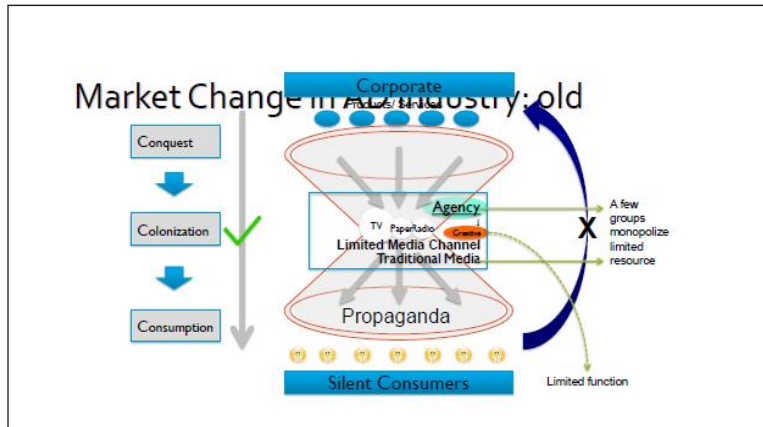 Corporate
Market Change in Ad Industry: old
Products/ Services
Conquest
Colonization
Consumption
Agency
TV
Paper
Radio
Creative
Limited Media Channel
Traditional Media
Propaganda
Silent Consumers
X
A few
groups
monopolize
limited
resource
Limited function